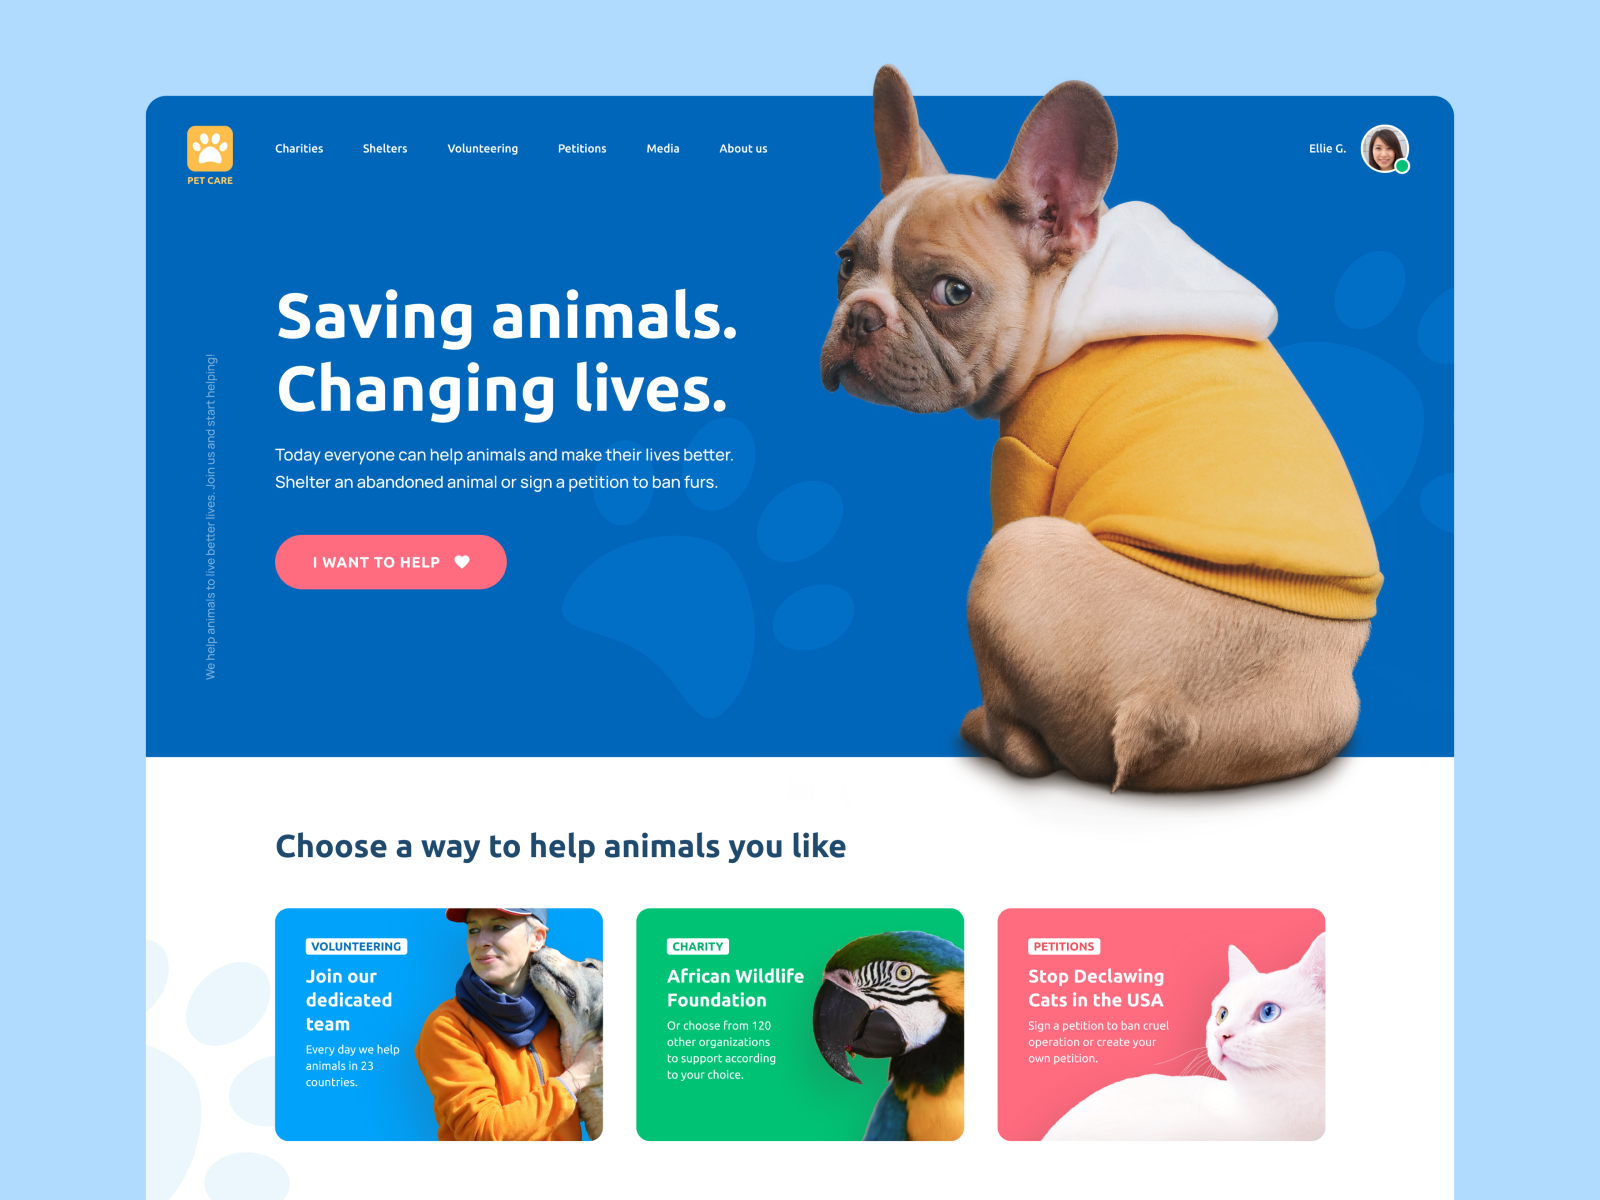 PET CARE
Charities
Shelters
Volunteering
Petitions
Media
About us
Ellie G.
Saving animals.
Changing lives.
Today everyone can help animals and make their lives better.
Shelter an abandoned animal or sign a petition to ban furs.
I WANT TO HELP
We help animals to live better lives. Join us and start helping!
Choose a way to help animals you like
VOLUNTEERING
Join our
dedicated
team
Every day we help
animals in 23
countries.
CHARITY
African Wildlife
Foundation
Or choose from 120
other organizations
to support according
to your choice.
PETITIONS
Stop Declawing
Cats in the USA
Sign a petition to ban cruel
operation or create your
own petition.